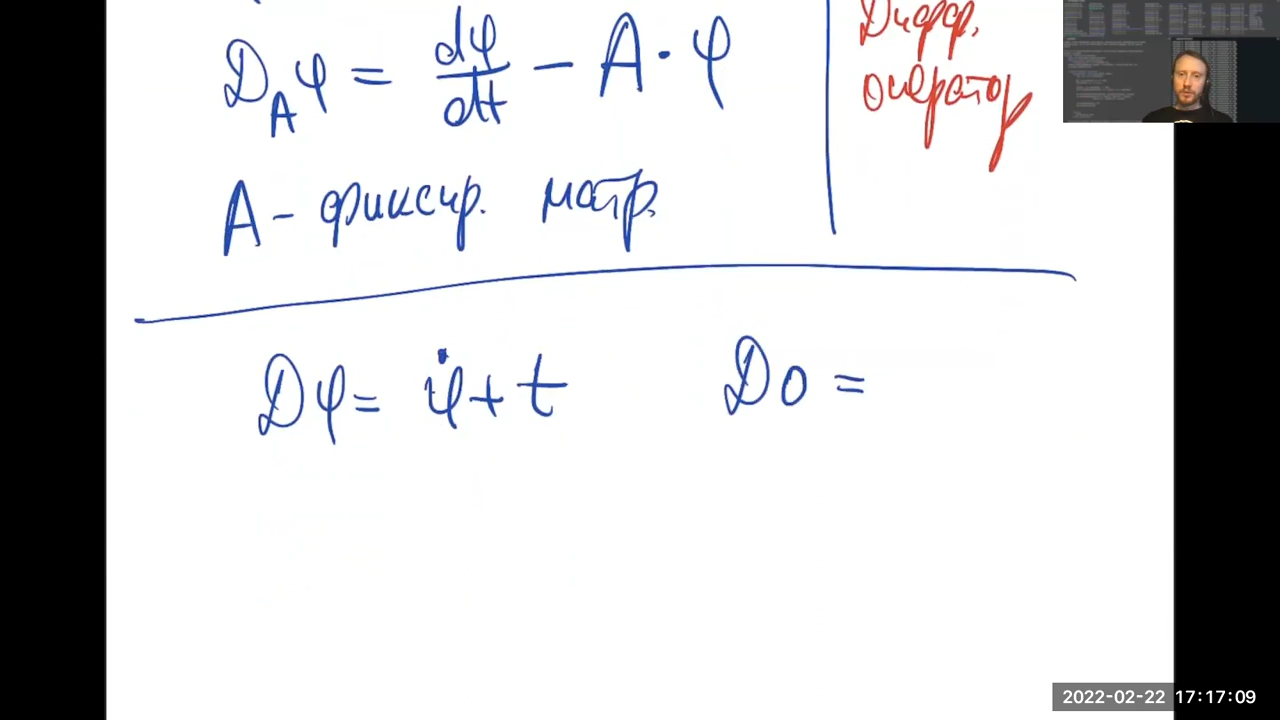 D_A φ = dφ/dt − A · φ
Дифф.
оператор
A - фиксир. матр.
Dφ = φ̇ + t
D0 =
2022-02-22 17:17:09